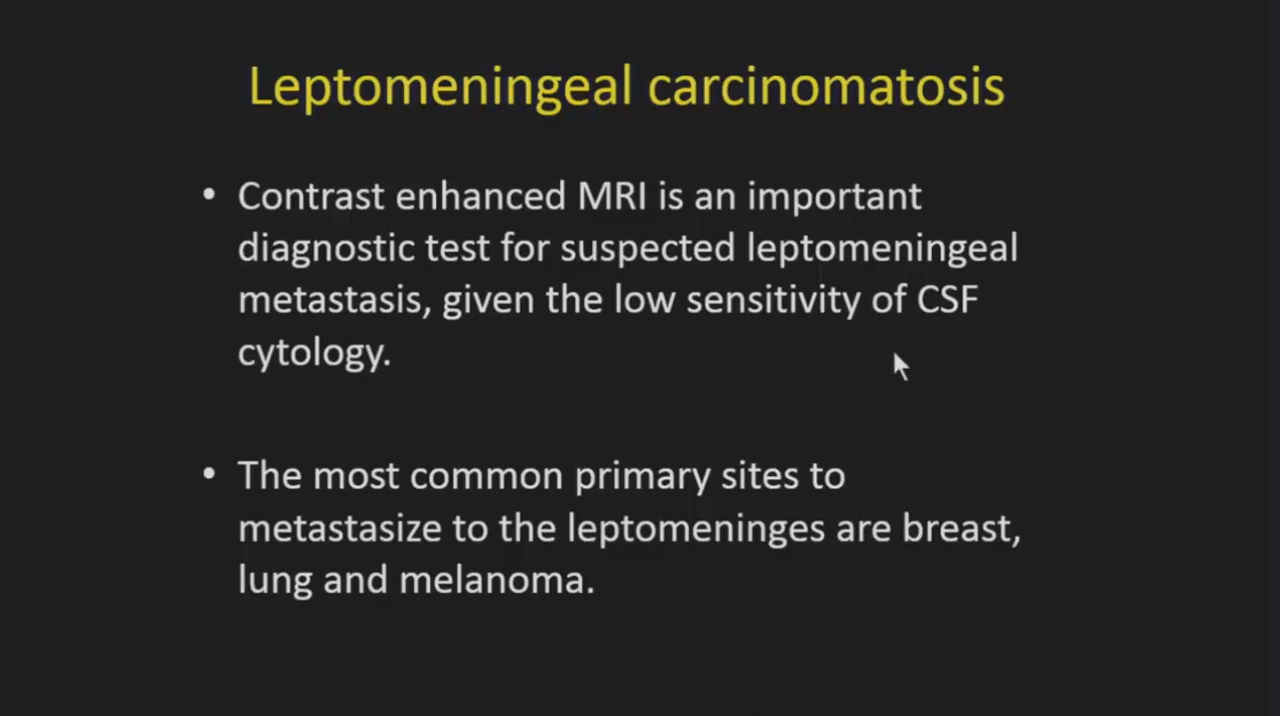 Leptomeningeal carcinomatosis
• Contrast enhanced MRI is an important
diagnostic test for suspected leptomeningeal
metastasis, given the low sensitivity of CSF
cytology.
• The most common primary sites to
metastasize to the leptomeninges are breast,
lung and melanoma.